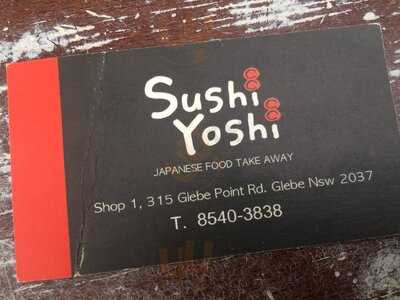 Sushi
Yoshi
JAPANESE FOOD TAKE AWAY
Shop 1, 315 Glebe Point Rd. Glebe Nsw 2037
T. 8540-3838